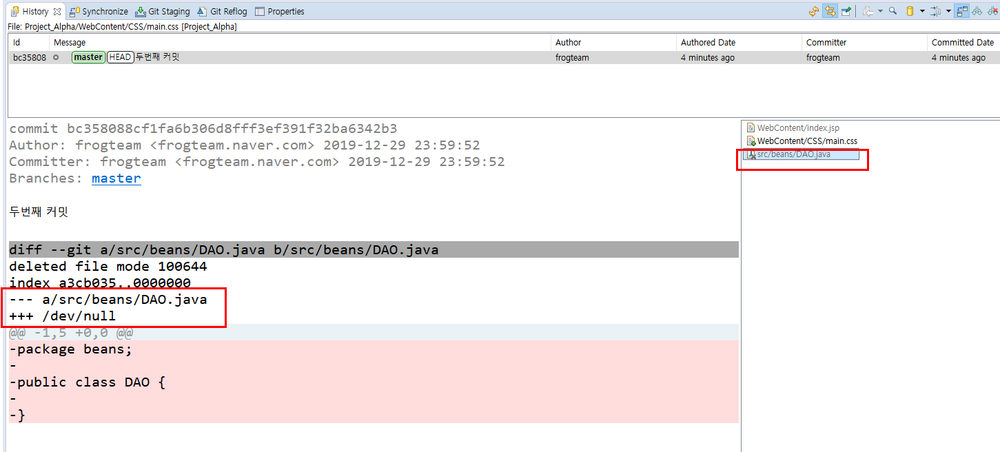 History Synchronize Git Staging Git Reflog Properties
File: Project_Alpha/WebContent/CSS/main.css [Project_Alpha]
Id Message Author Authored Date Committer Committed Date
bc35808 master HEAD 두번째 커밋 frogteam 4 minutes ago frogteam 4 minutes ago
commit bc358088cf1fa6b306d8fff3ef391f32ba6342b3
Author: frogteam <frogteam.naver.com> 2019-12-29 23:59:52
Committer: frogteam <frogteam.naver.com> 2019-12-29 23:59:52
Branches: master
두번째 커밋
diff --git a/src/beans/DAO.java b/src/beans/DAO.java
deleted file mode 100644
index a3cb035..0000000
--- a/src/beans/DAO.java
+++ /dev/null
@@ -1,5 +0,0 @@
-package beans;
-
-public class DAO {
-
-}
WebContent/index.jsp
WebContent/CSS/main.css
src/beans/DAO.java